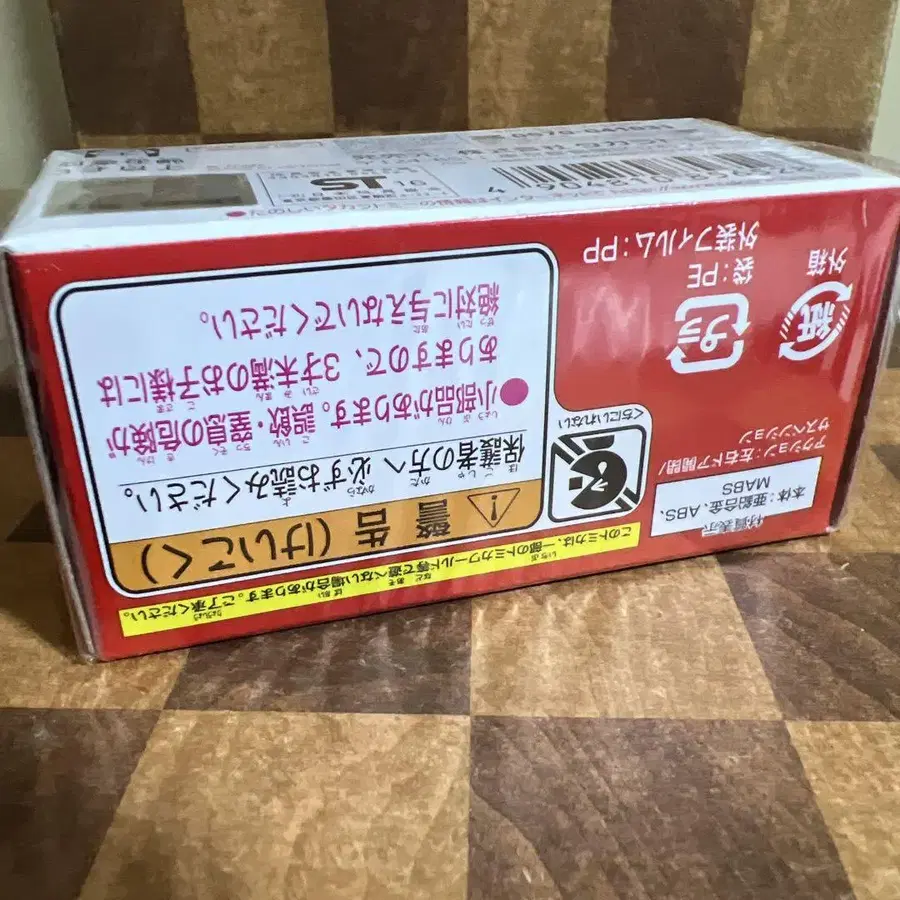 このトミカは、一部のトミカワールド等で遊べない場合があります。ご了承ください。
警告(けいこく)
保護者の方へ 必ずお読みください。
●小部品があります。誤飲・窒息の危険が
ありますので、3才未満のお子様には
絶対に与えないでください。
くちにいれない
材質表示
本体:亜鉛合金、ABS、
MABS
アクション:左右ドア開閉/
サスペンション
紙
外箱
プラ
袋:PE
外装フィルム:PP